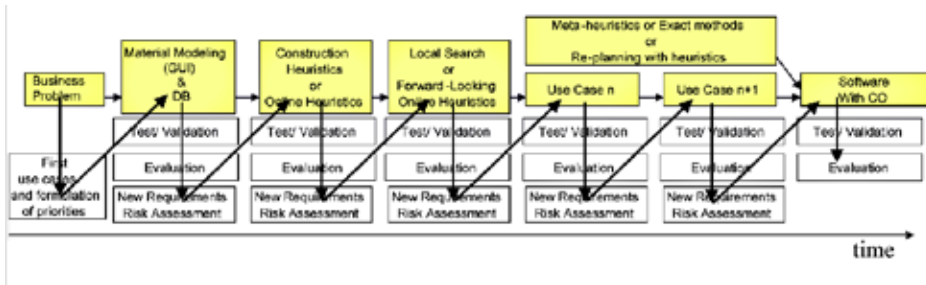 Meta-heuristics or Exact methods
or
Re-planning with heuristics
Business
Problem
Material Modeling
(GUI)
&
DB
Construction
Heuristics
or
Online Heuristics
Local Search
or
Forward-Looking
Online Heuristics
Use Case n
Use Case n+1
Software
With CO
First
use cases
and formulation
of priorities
Test/ Validation
Evaluation
New Requirements
Risk Assessment
Test/ Validation
Evaluation
New Requirements
Risk Assessment
Test/ Validation
Evaluation
New Requirements
Risk Assessment
Test/ Validation
Evaluation
New Requirements
Risk Assessment
Test/ Validation
Evaluation
New Requirements
Risk Assessment
Test/ Validation
Evaluation
time